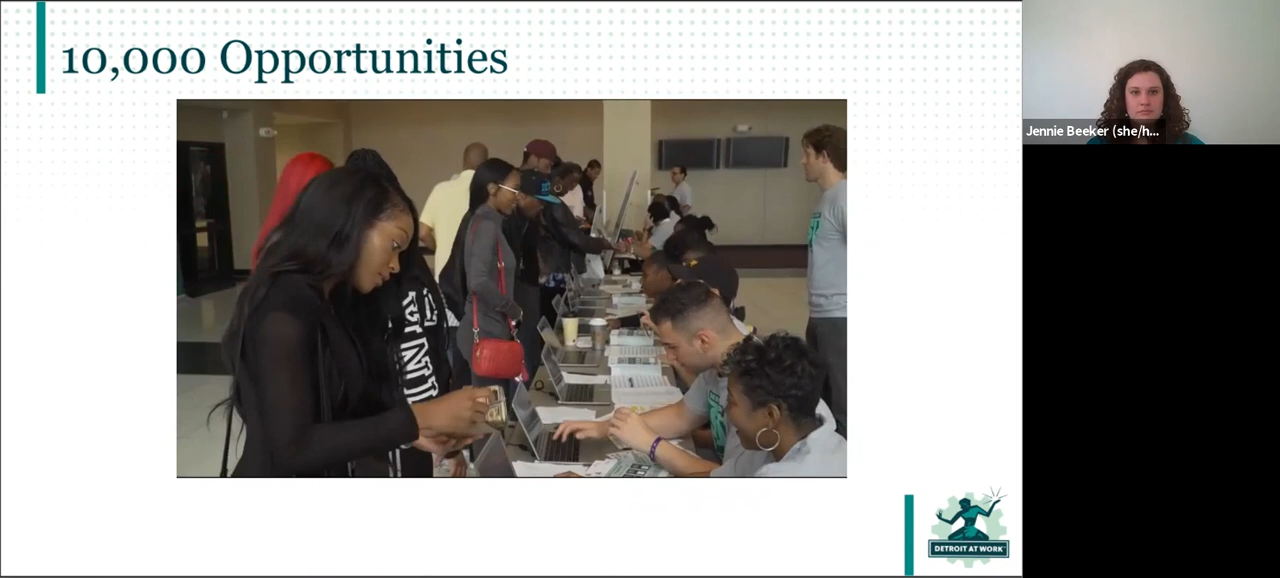 10,000 Opportunities
Jennie Beeker (she/h...
DETROIT AT WORK